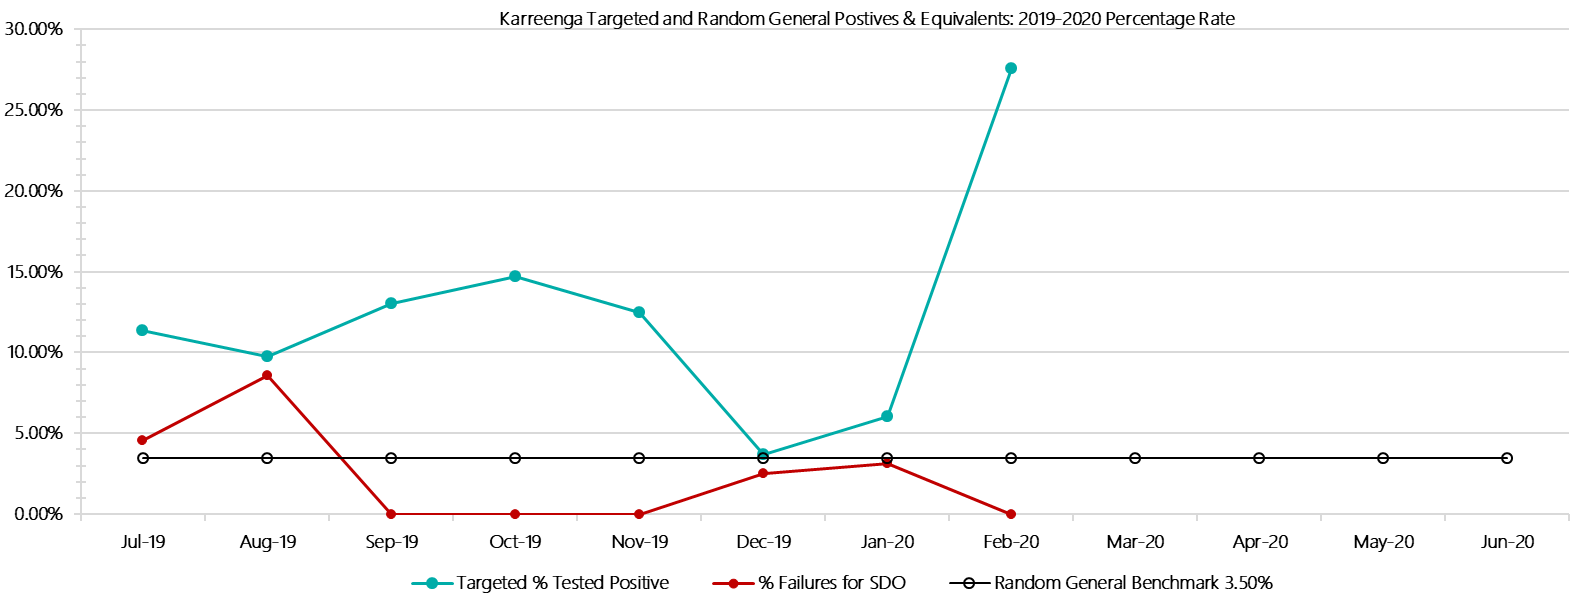 Karreenga Targeted and Random General Postives & Equivalents: 2019-2020 Percentage Rate
30.00%
25.00%
20.00%
15.00%
10.00%
5.00%
0.00%
Jul-19 Aug-19 Sep-19 Oct-19 Nov-19 Dec-19 Jan-20 Feb-20 Mar-20 Apr-20 May-20 Jun-20
Targeted % Tested Positive % Failures for SDO Random General Benchmark 3.50%